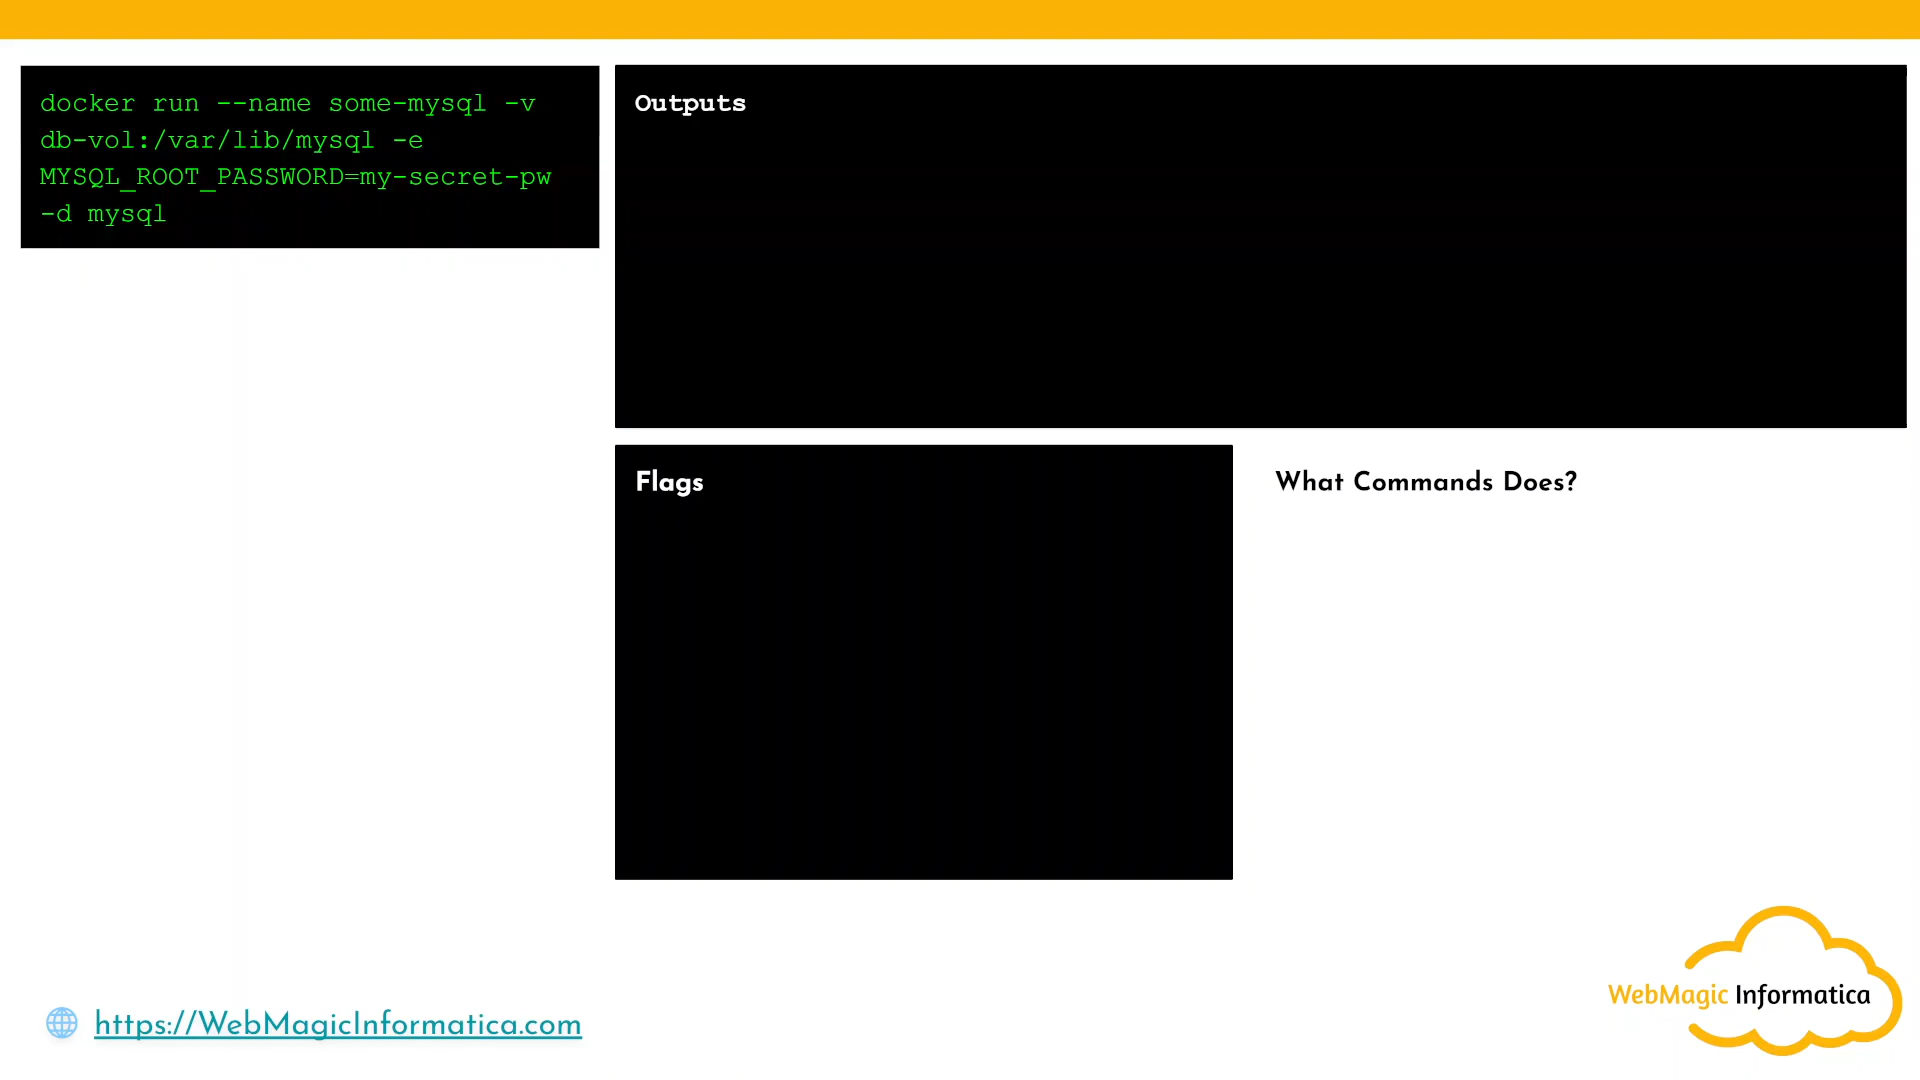 docker run --name some-mysql -v
db-vol:/var/lib/mysql -e
MYSQL_ROOT_PASSWORD=my-secret-pw
-d mysql
Outputs
Flags
What Commands Does?
https://WebMagicInformatica.com
WebMagic Informatica